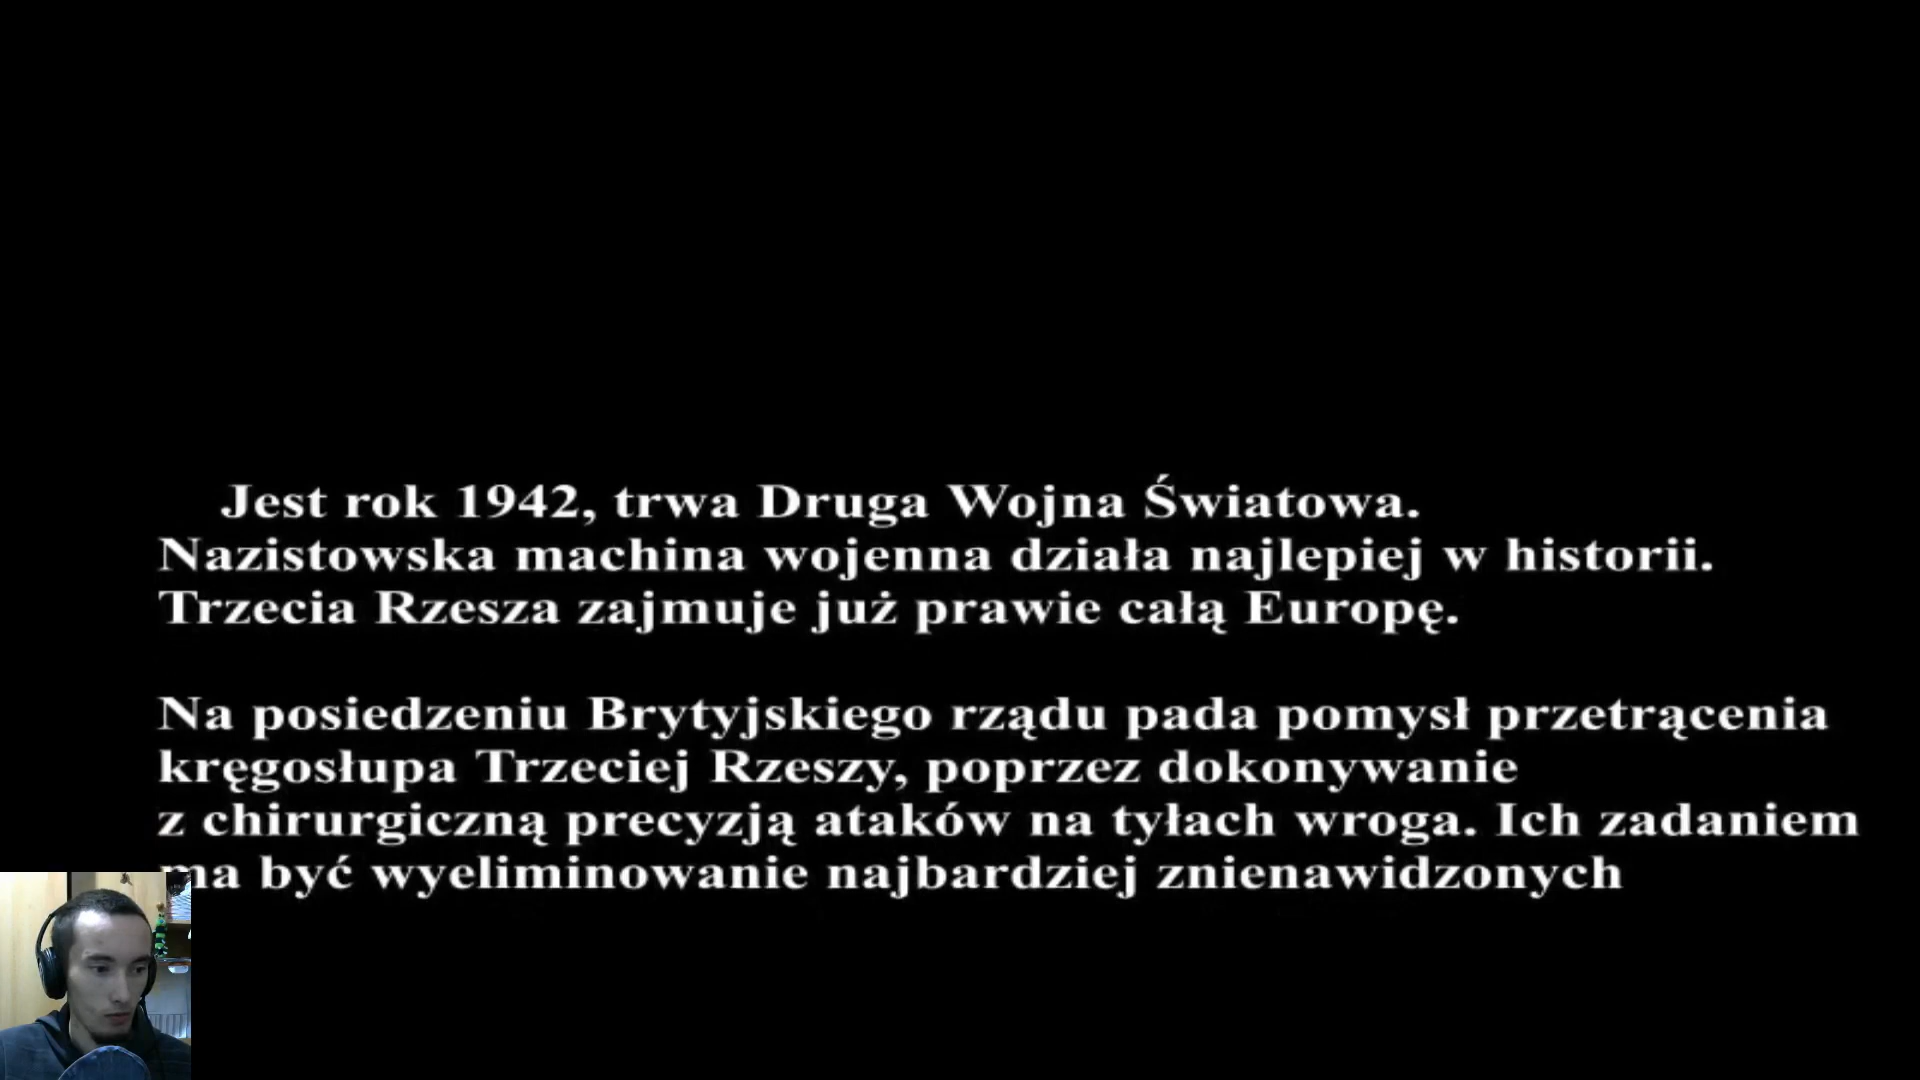 Jest rok 1942, trwa Druga Wojna Światowa.
Nazistowska machina wojenna działa najlepiej w historii.
Trzecia Rzesza zajmuje już prawie całą Europę.
Na posiedzeniu Brytyjskiego rządu pada pomysł przetrącenia
kręgosłupa Trzeciej Rzeszy, poprzez dokonywanie
z chirurgiczną precyzją ataków na tyłach wroga. Ich zadaniem
ma być wyeliminowanie najbardziej znienawidzonych